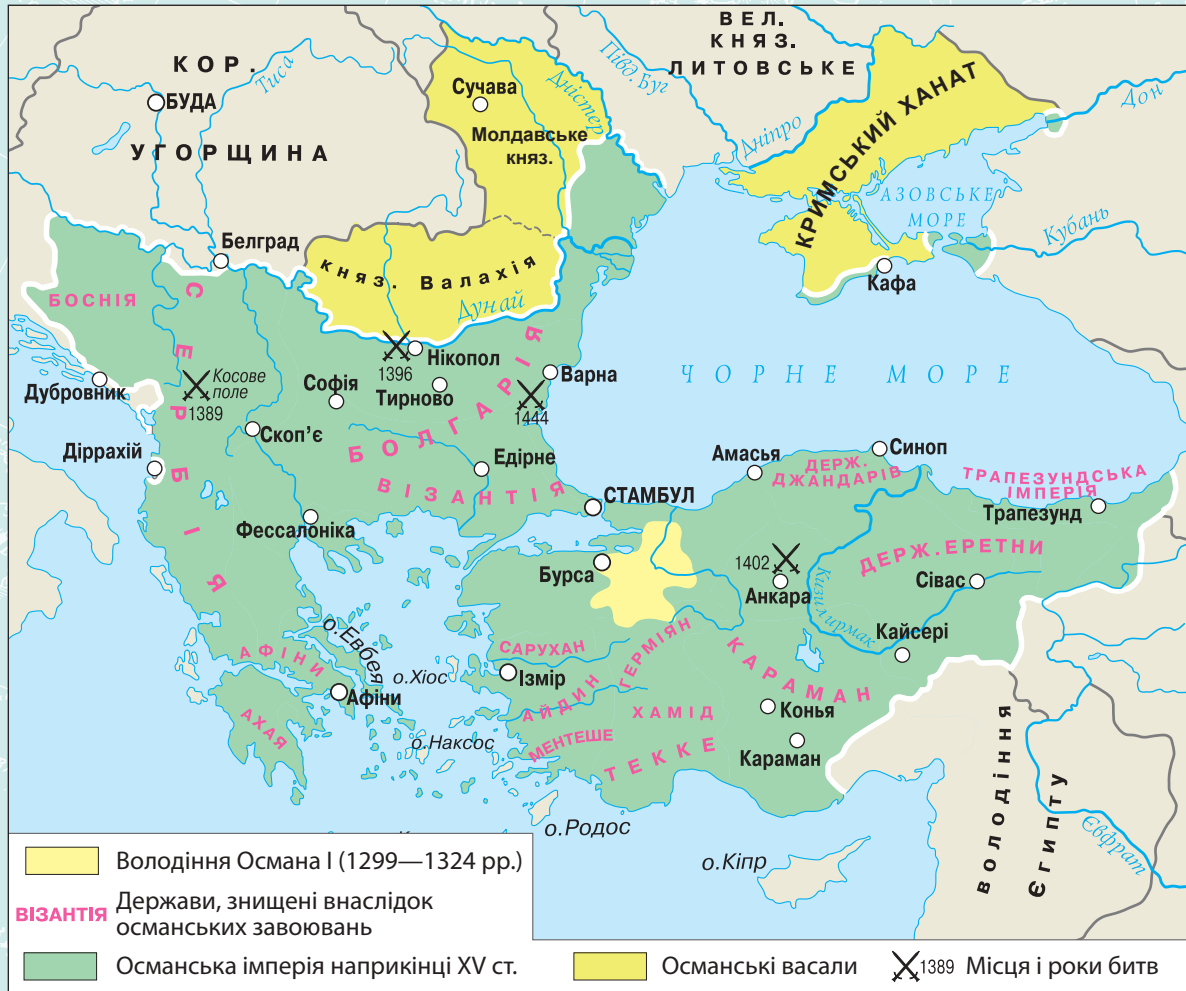 КОР.
УГОРЩИНА
БУДА
Тиса
Сучава
Молдавське
княз.
Дністер
Півд. Буг
ВЕЛ.
КНЯЗ.
ЛИТОВСЬКЕ
Дніпро
КРИМСЬКИЙ ХАНАТ
Дон
АЗОВСЬКЕ
МОРЕ
Кубань
Кафа
Белград
княз. Валахія
Дунай
БОСНІЯ
СЕРБІЯ
Дубровник
Косове
поле
1389
1396
Нікопол
Софія
Тирново
Варна
1444
БОЛГАРІЯ
ЧОРНЕ МОРЕ
Скоп’є
Діррахій
Едірне
ВІЗАНТІЯ
СТАМБУЛ
Фессалоніка
Амасья
ДЕРЖ.
ДЖАНДАРІВ
Синоп
ТРАПЕЗУНДСЬКА
ІМПЕРІЯ
Трапезунд
Бурса
1402
Анкара
ДЕРЖ. ЕРЕТНИ
Сівас
Кизилирмак
Кайсері
о.Евбея
АФІНИ
Афіни
АХАЯ
о.Хіос
САРУХАН
Ізмір
ГЕРМІЯН
АЙДИН
КАРАМАН
ХАМІД
Конья
МЕНТЕШЕ
ТЕККЕ
Караман
о.Наксос
о.Родос
о.Кіпр
ВОЛОДІННЯ
ЄГИПТУ
Євфрат
Володіння Османа I (1299—1324 рр.)
ВІЗАНТІЯ Держави, знищені внаслідок
османських завоювань
Османська імперія наприкінці XV ст.
Османські васали
1389 Місця і роки битв